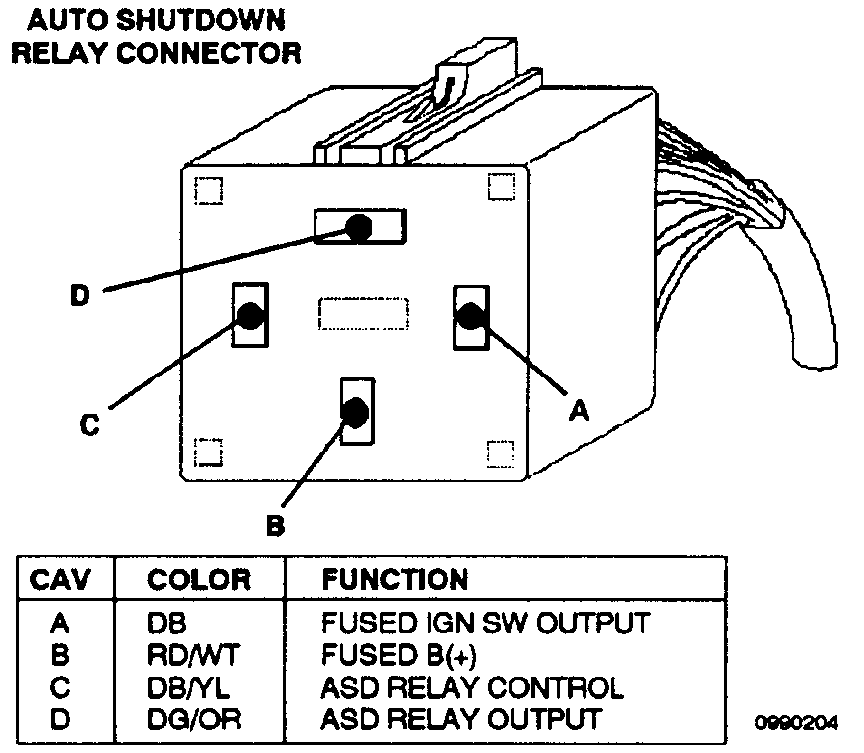 AUTO SHUTDOWN
RELAY CONNECTOR
D
C
A
B
CAV COLOR FUNCTION
A DB FUSED IGN SW OUTPUT
B RD/WT FUSED B(+)
C DB/YL ASD RELAY CONTROL
D DG/OR ASD RELAY OUTPUT
0990204